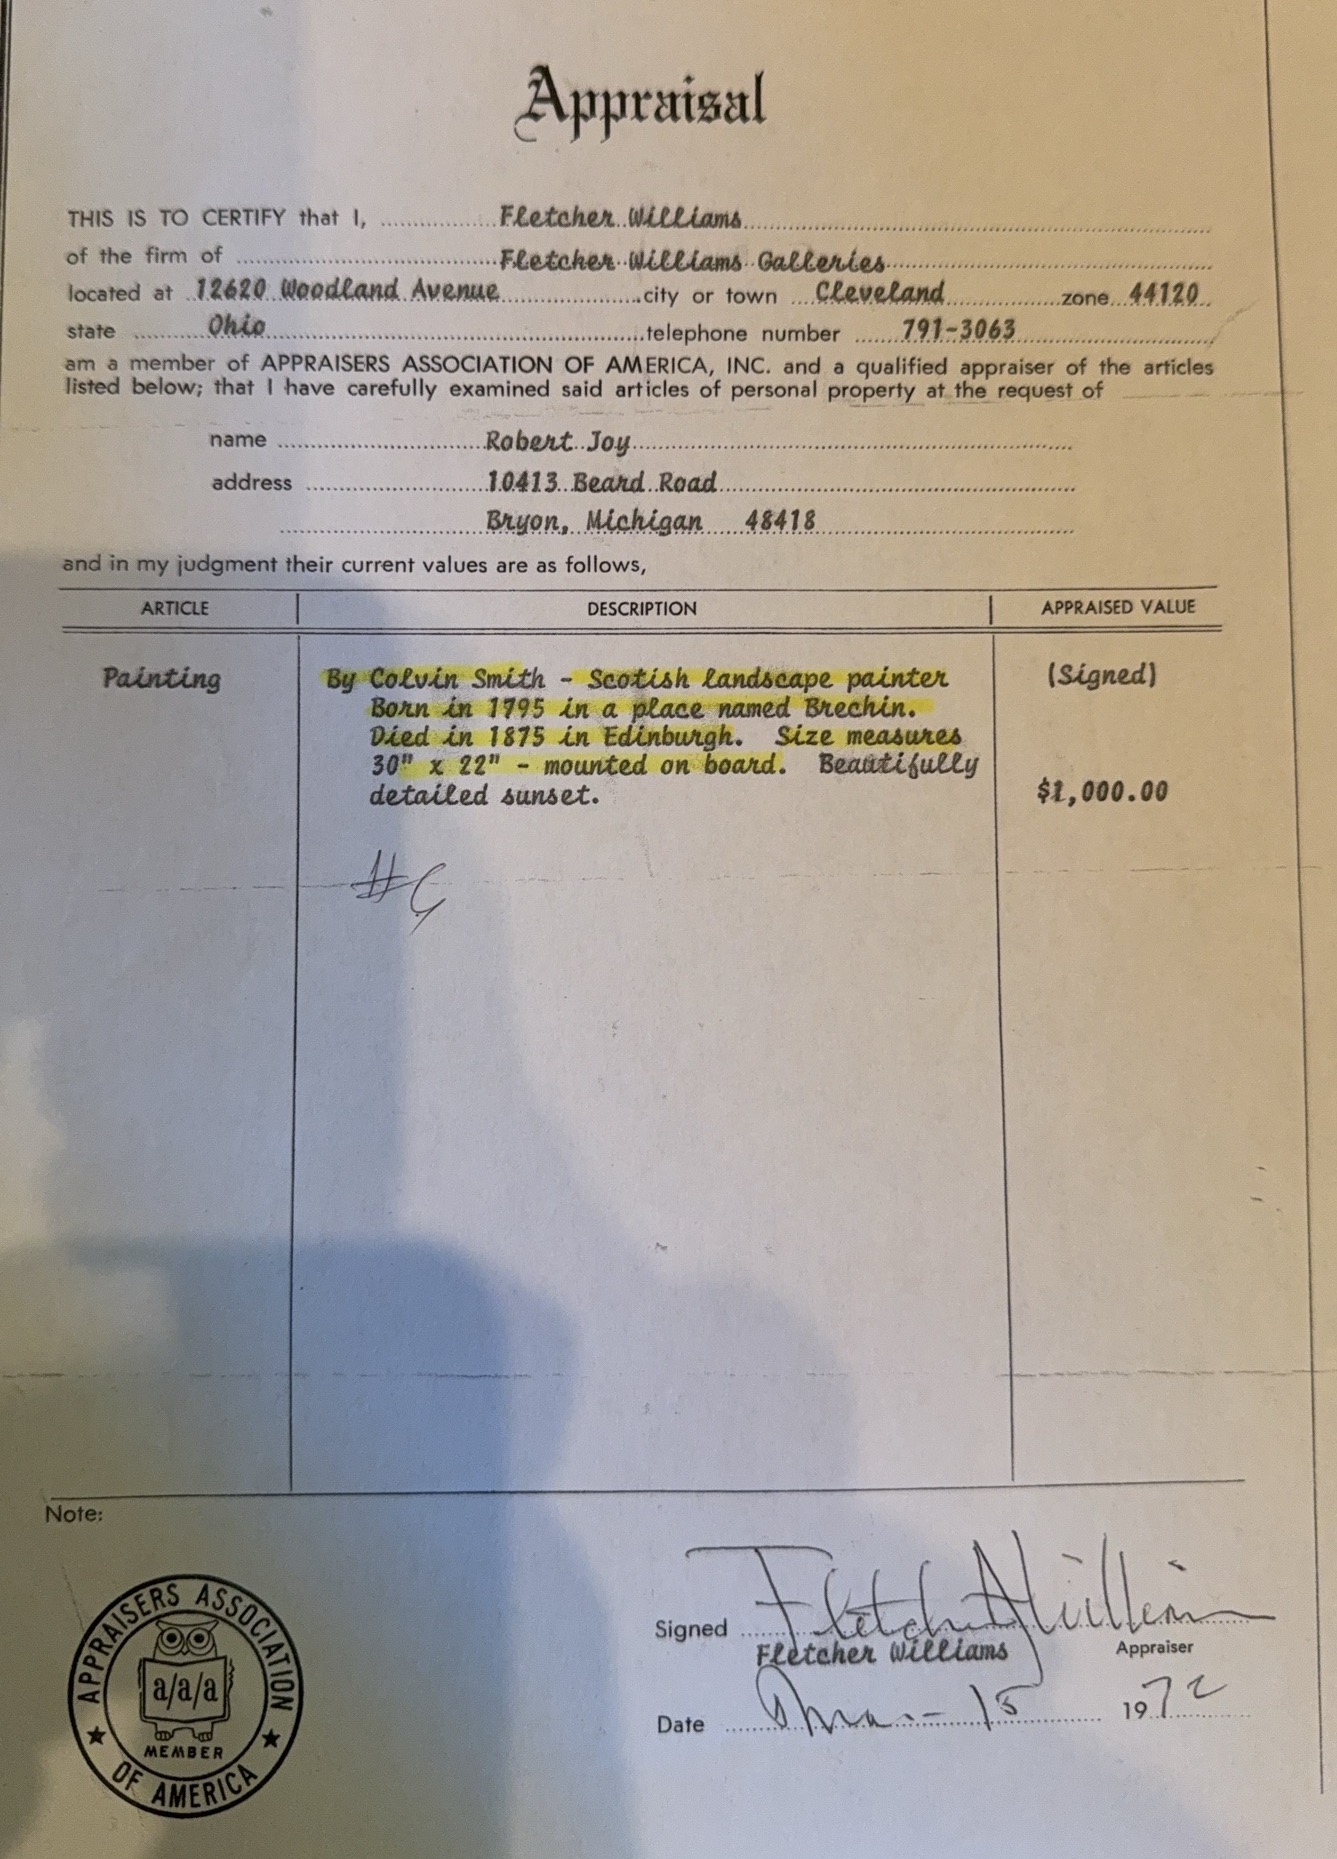 Appraisal
THIS IS TO CERTIFY that I, Fletcher Williams
of the firm of Fletcher Williams Galleries
located at 12620 Woodland Avenue city or town Cleveland zone 44120
state Ohio telephone number 791-3063
am a member of APPRAISERS ASSOCIATION OF AMERICA, INC. and a qualified appraiser of the articles
listed below; that I have carefully examined said articles of personal property at the request of
name Robert Joy
address 10413 Beard Road
Bryon, Michigan 48418
and in my judgment their current values are as follows,
ARTICLE DESCRIPTION APPRAISED VALUE
Painting By Colvin Smith - Scotish landscape painter (Signed)
Born in 1795 in a place named Brechin.
Died in 1875 in Edinburgh. Size measures
30" x 22" - mounted on board. Beautifully
detailed sunset. $1,000.00
Note:
Signed Fletcher Williams
Fletcher Williams Appraiser
Date 15 1972
APPRAISERS ASSOCIATION
a/a/a
MEMBER
OF AMERICA